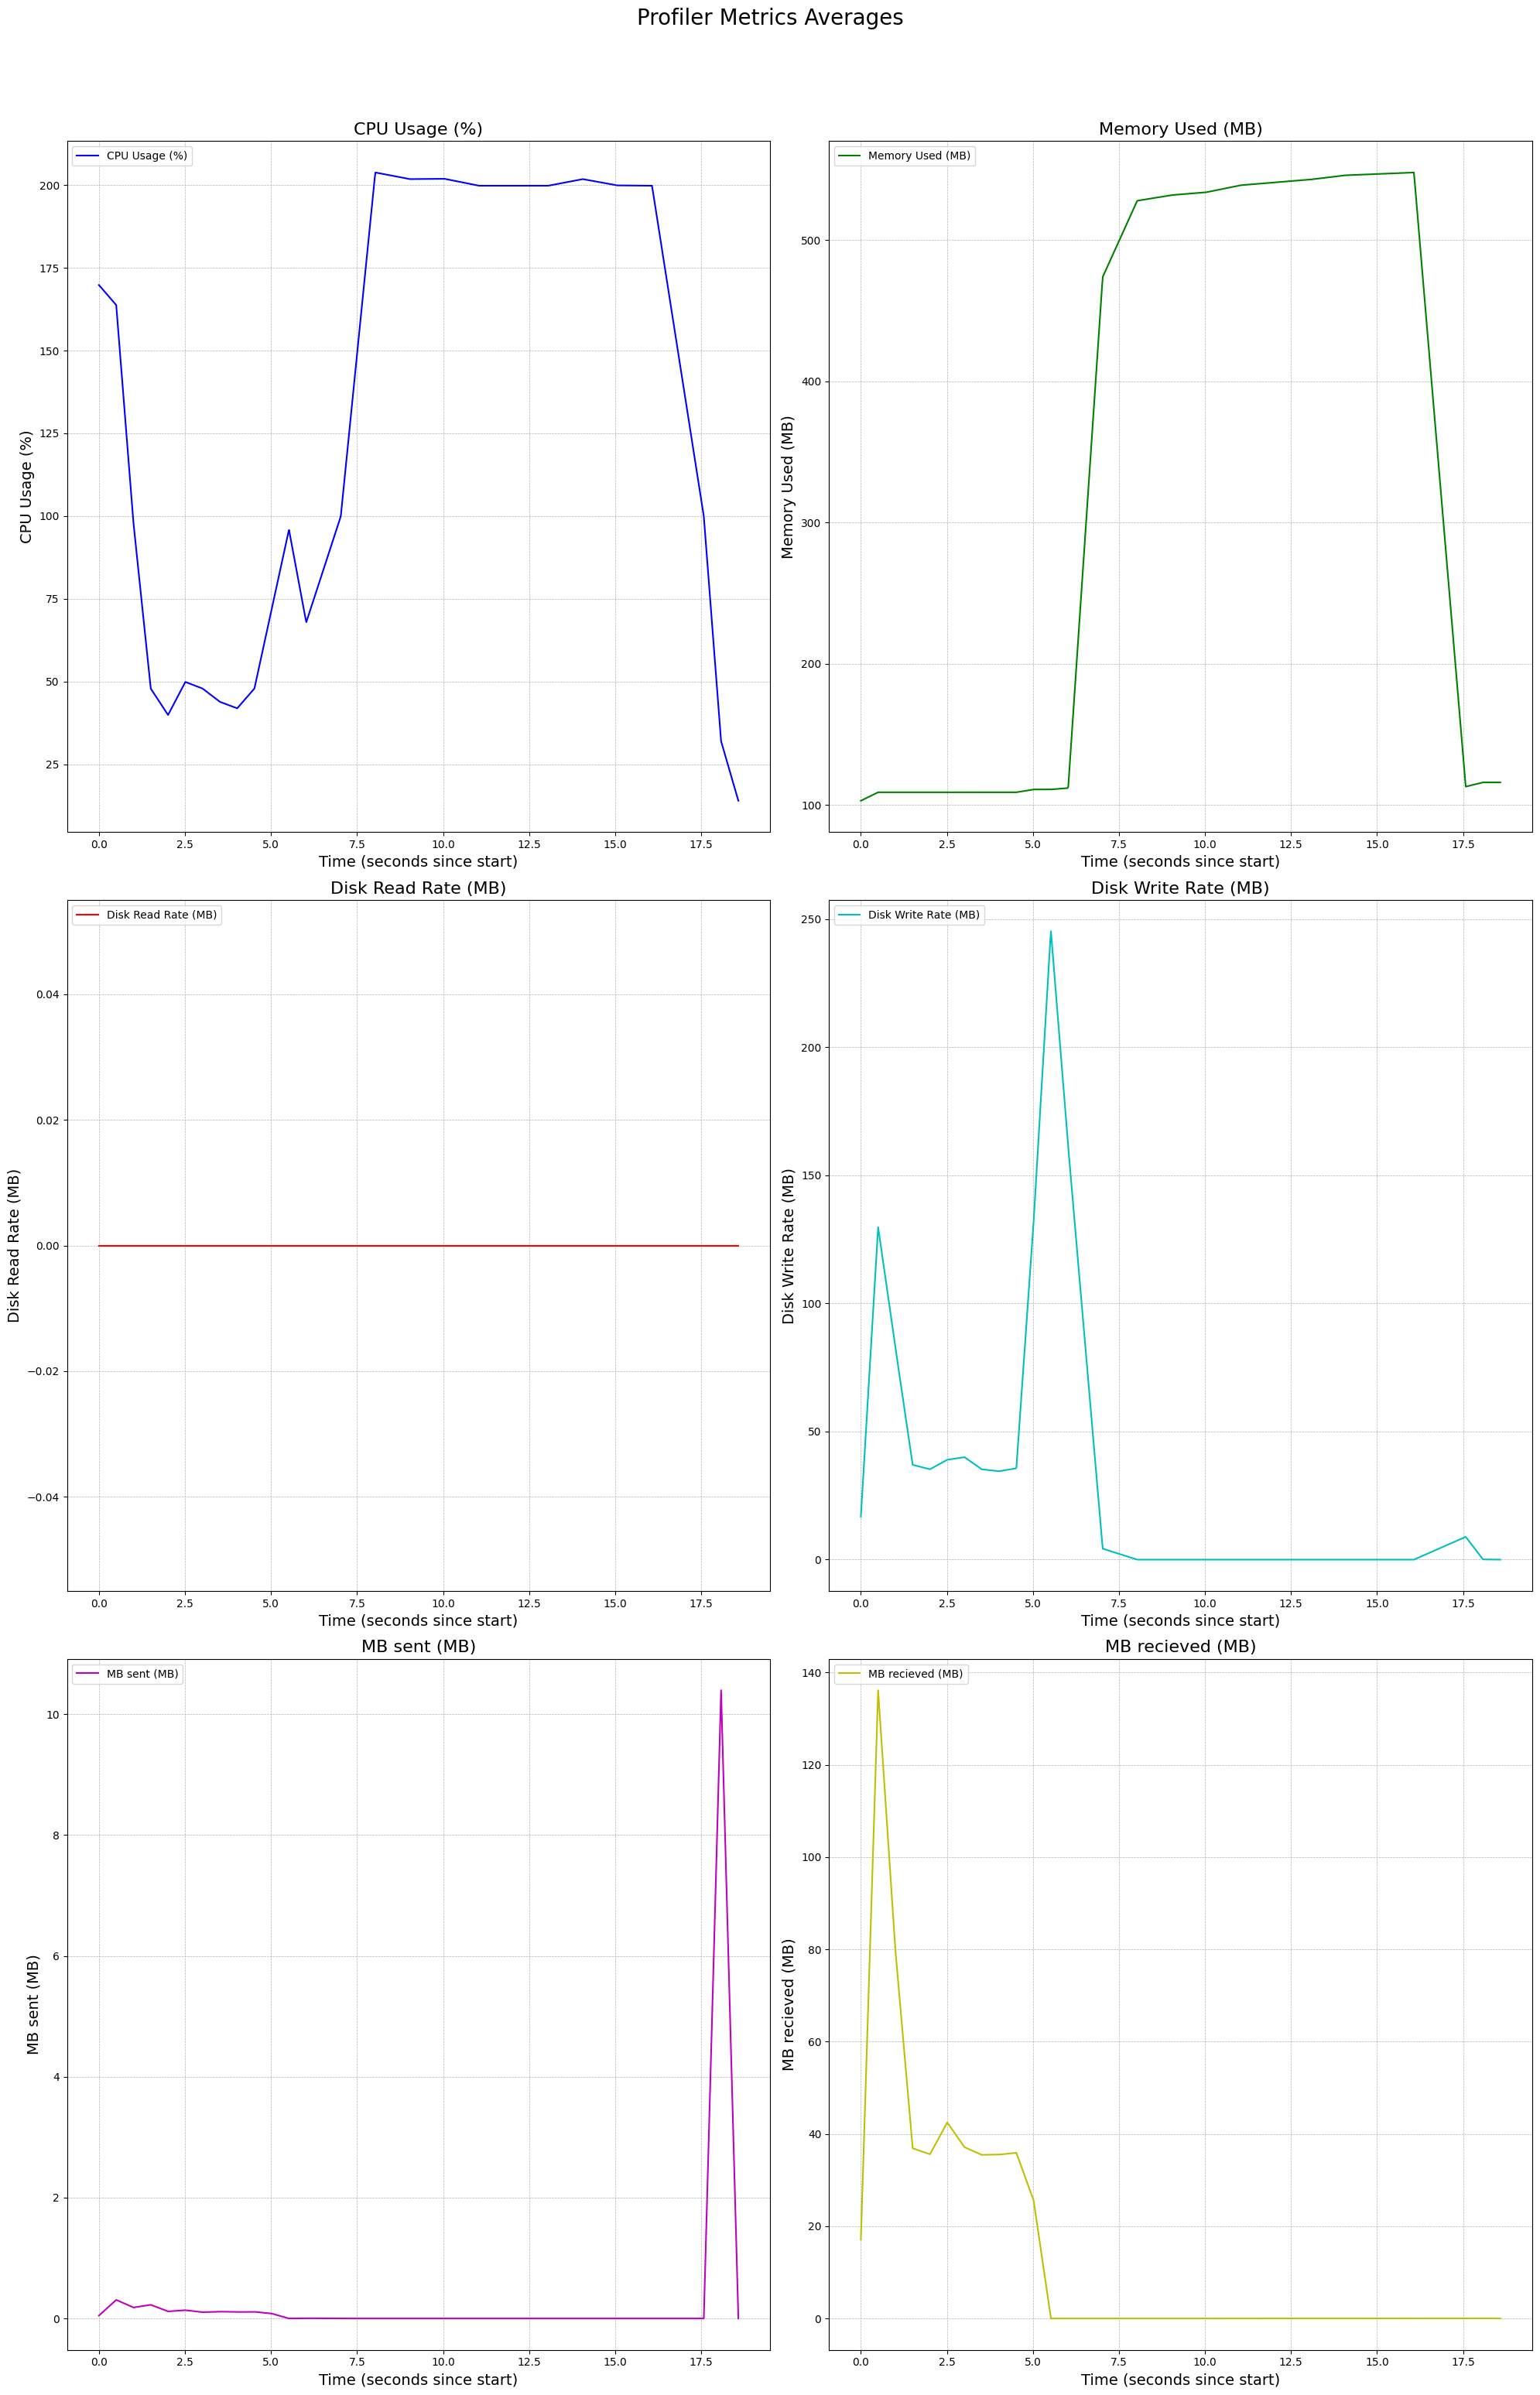 Profiler Metrics Averages
CPU Usage (%)
CPU Usage (%)
CPU Usage (%)
200
175
150
125
100
75
50
25
0.0 2.5 5.0 7.5 10.0 12.5 15.0 17.5
Time (seconds since start)
Memory Used (MB)
Memory Used (MB)
Memory Used (MB)
500
400
300
200
100
0.0 2.5 5.0 7.5 10.0 12.5 15.0 17.5
Time (seconds since start)
Disk Read Rate (MB)
Disk Read Rate (MB)
Disk Read Rate (MB)
0.04
0.02
0.00
−0.02
−0.04
0.0 2.5 5.0 7.5 10.0 12.5 15.0 17.5
Time (seconds since start)
Disk Write Rate (MB)
Disk Write Rate (MB)
Disk Write Rate (MB)
250
200
150
100
50
0
0.0 2.5 5.0 7.5 10.0 12.5 15.0 17.5
Time (seconds since start)
MB sent (MB)
MB sent (MB)
MB sent (MB)
10
8
6
4
2
0
0.0 2.5 5.0 7.5 10.0 12.5 15.0 17.5
Time (seconds since start)
MB recieved (MB)
MB recieved (MB)
MB recieved (MB)
140
120
100
80
60
40
20
0
0.0 2.5 5.0 7.5 10.0 12.5 15.0 17.5
Time (seconds since start)